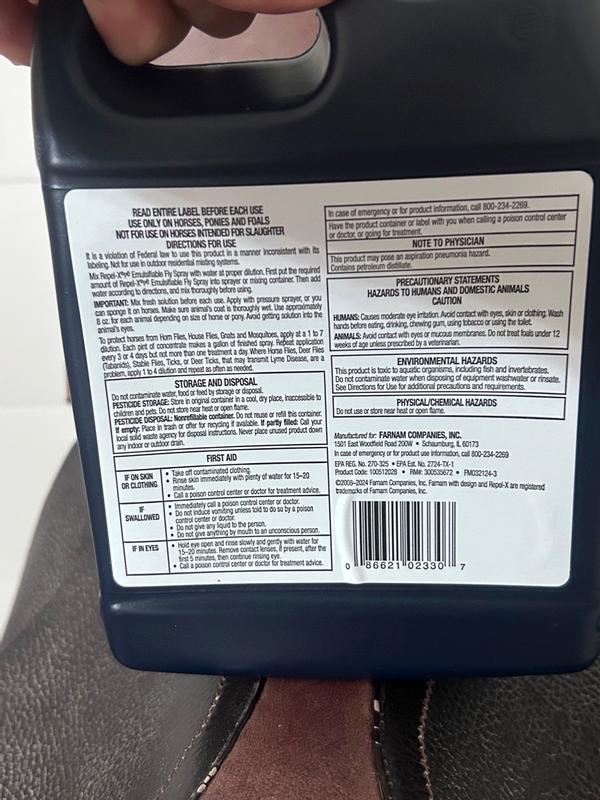 READ ENTIRE LABEL BEFORE EACH USE
USE ONLY ON HORSES, PONIES AND FOALS
NOT FOR USE ON HORSES INTENDED FOR SLAUGHTER
DIRECTIONS FOR USE
It is a violation of Federal law to use this product in a manner inconsistent with its
labeling. Not for use in outdoor residential misting systems.
Mix Repel-X®p® Emulsifiable Fly Spray with water at proper dilution. First put the required
amount of Repel-X®p® Emulsifiable Fly Spray into sprayer or mixing container. Then add
water according to directions, and mix thoroughly before using.
IMPORTANT: Mix fresh solution before each use. Apply with pressure sprayer, or you
can sponge it on horses. Make sure animal's coat is thoroughly wet. Use approximately
8 oz. for each animal depending on size of horse or pony. Avoid getting solution into the
animal's eyes.
To protect horses from Horn Flies, House Flies, Gnats and Mosquitoes, apply at a 1 to 7
dilution. Each pint of concentrate makes a gallon of finished spray. Repeat application
every 3 or 4 days but not more than one treatment a day. Where Horse Flies, Deer Flies
(Tabanids), Stable Flies, Ticks, or Deer Ticks, that may transmit Lyme Disease, are a
problem, apply 1 to 4 dilution and repeat as often as needed.
STORAGE AND DISPOSAL
Do not contaminate water, food or feed by storage or disposal.
PESTICIDE STORAGE: Store in original container in a cool, dry place, inaccessible to
children and pets. Do not store near heat or open flame.
PESTICIDE DISPOSAL: Nonrefillable container. Do not reuse or refill this container.
If empty: Place in trash or offer for recycling if available. If partly filled: Call your
local solid waste agency for disposal instructions. Never place unused product down
any indoor or outdoor drain.
FIRST AID
IF ON SKIN
OR CLOTHING
• Take off contaminated clothing.
• Rinse skin immediately with plenty of water for 15–20
minutes.
• Call a poison control center or doctor for treatment advice.
IF
SWALLOWED
• Immediately call a poison control center or doctor.
• Do not induce vomiting unless told to do so by a poison
control center or doctor.
• Do not give any liquid to the person.
• Do not give anything by mouth to an unconscious person.
IF IN EYES
• Hold eye open and rinse slowly and gently with water for
15–20 minutes. Remove contact lenses, if present, after the
first 5 minutes, then continue rinsing eye.
• Call a poison control center or doctor for treatment advice.
In case of emergency or for product information, call 800-234-2269.
Have the product container or label with you when calling a poison control center
or doctor, or going for treatment.
NOTE TO PHYSICIAN
This product may pose an aspiration pneumonia hazard.
Contains petroleum distillate.
PRECAUTIONARY STATEMENTS
HAZARDS TO HUMANS AND DOMESTIC ANIMALS
CAUTION
HUMANS: Causes moderate eye irritation. Avoid contact with eyes, skin or clothing. Wash
hands before eating, drinking, chewing gum, using tobacco or using the toilet.
ANIMALS: Avoid contact with eyes or mucous membranes. Do not treat foals under 12
weeks of age unless prescribed by a veterinarian.
ENVIRONMENTAL HAZARDS
This product is toxic to aquatic organisms, including fish and invertebrates.
Do not contaminate water when disposing of equipment washwater or rinsate.
See Directions for Use for additional precautions and requirements.
PHYSICAL/CHEMICAL HAZARDS
Do not use or store near heat or open flame.
Manufactured for: FARNAM COMPANIES, INC.
1501 East Woodfield Road 200W • Schaumburg, IL 60173
In case of emergency or for product use information, call 800-234-2269
EPA REG. No. 270-325 • EPA Est. No. 2724-TX-1
Product Code: 100512028 • RM#: 300535672 • FM032124-3
©2008–2024 Farnam Companies, Inc. Farnam with design and Repel-X are registered
trademarks of Farnam Companies, Inc.
0 86621 02330 7